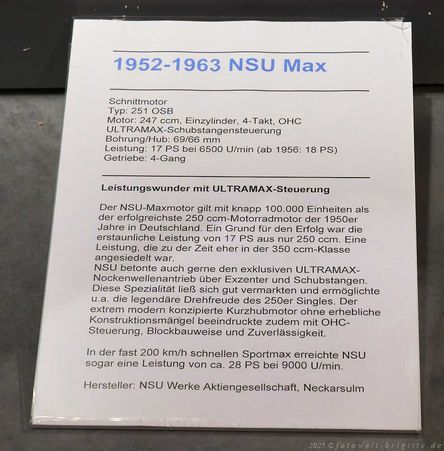 1952-1963 NSU Max
Schnittmotor
Typ: 251 OSB
Motor: 247 ccm, Einzylinder, 4-Takt, OHC
ULTRAMAX-Schubstangensteuerung
Bohrung/Hub: 69/66 mm
Leistung: 17 PS bei 6500 U/min (ab 1956: 18 PS)
Getriebe: 4-Gang
Leistungswunder mit ULTRAMAX-Steuerung
Der NSU-Maxmotor gilt mit knapp 100.000 Einheiten als
der erfolgreichste 250 ccm-Motorradmotor der 1950er
Jahre in Deutschland. Ein Grund für den Erfolg war die
erstaunliche Leistung von 17 PS aus nur 250 ccm. Eine
Leistung, die zu der Zeit eher in der 350 ccm-Klasse
angesiedelt war.
NSU betonte auch gerne den exklusiven ULTRAMAX-
Nockenwellenantrieb über Exzenter und Schubstangen.
Diese Spezialität ließ sich gut vermarkten und ermöglichte
u.a. die legendäre Drehfreude des 250er Singles. Der
extrem modern konzipierte Kurzhubmotor ohne erhebliche
Konstruktionsmängel beeindruckte zudem mit OHC-
Steuerung, Blockbauweise und Zuverlässigkeit.
In der fast 200 km/h schnellen Sportmax erreichte NSU
sogar eine Leistung von ca. 28 PS bei 9000 U/min.
Hersteller: NSU Werke Aktiengesellschaft, Neckarsulm
2025 © fotowelt-brigitte.de